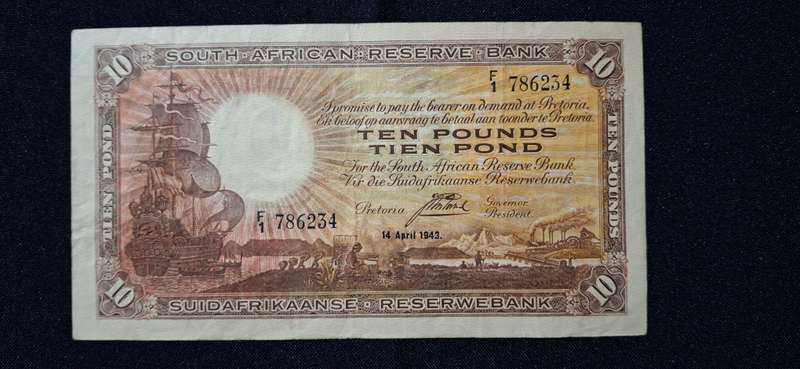 SOUTH · AFRICAN · RESERVE · BANK
10
10
F/1 786234
I promise to pay the bearer on demand at Pretoria.
Ek beloof op aansraag te betaal aan toonder te Pretoria.
TEN POUNDS
TIEN POND
For the South African Reserve Bank.
Vir die Suidafrikaanse Reserwebank.
TIEN POND
TEN POUNDS
F/1 786234
Pretoria
Governor.
President.
14 April 1943.
10
10
SUIDAFRIKAANSE · RESERWEBANK